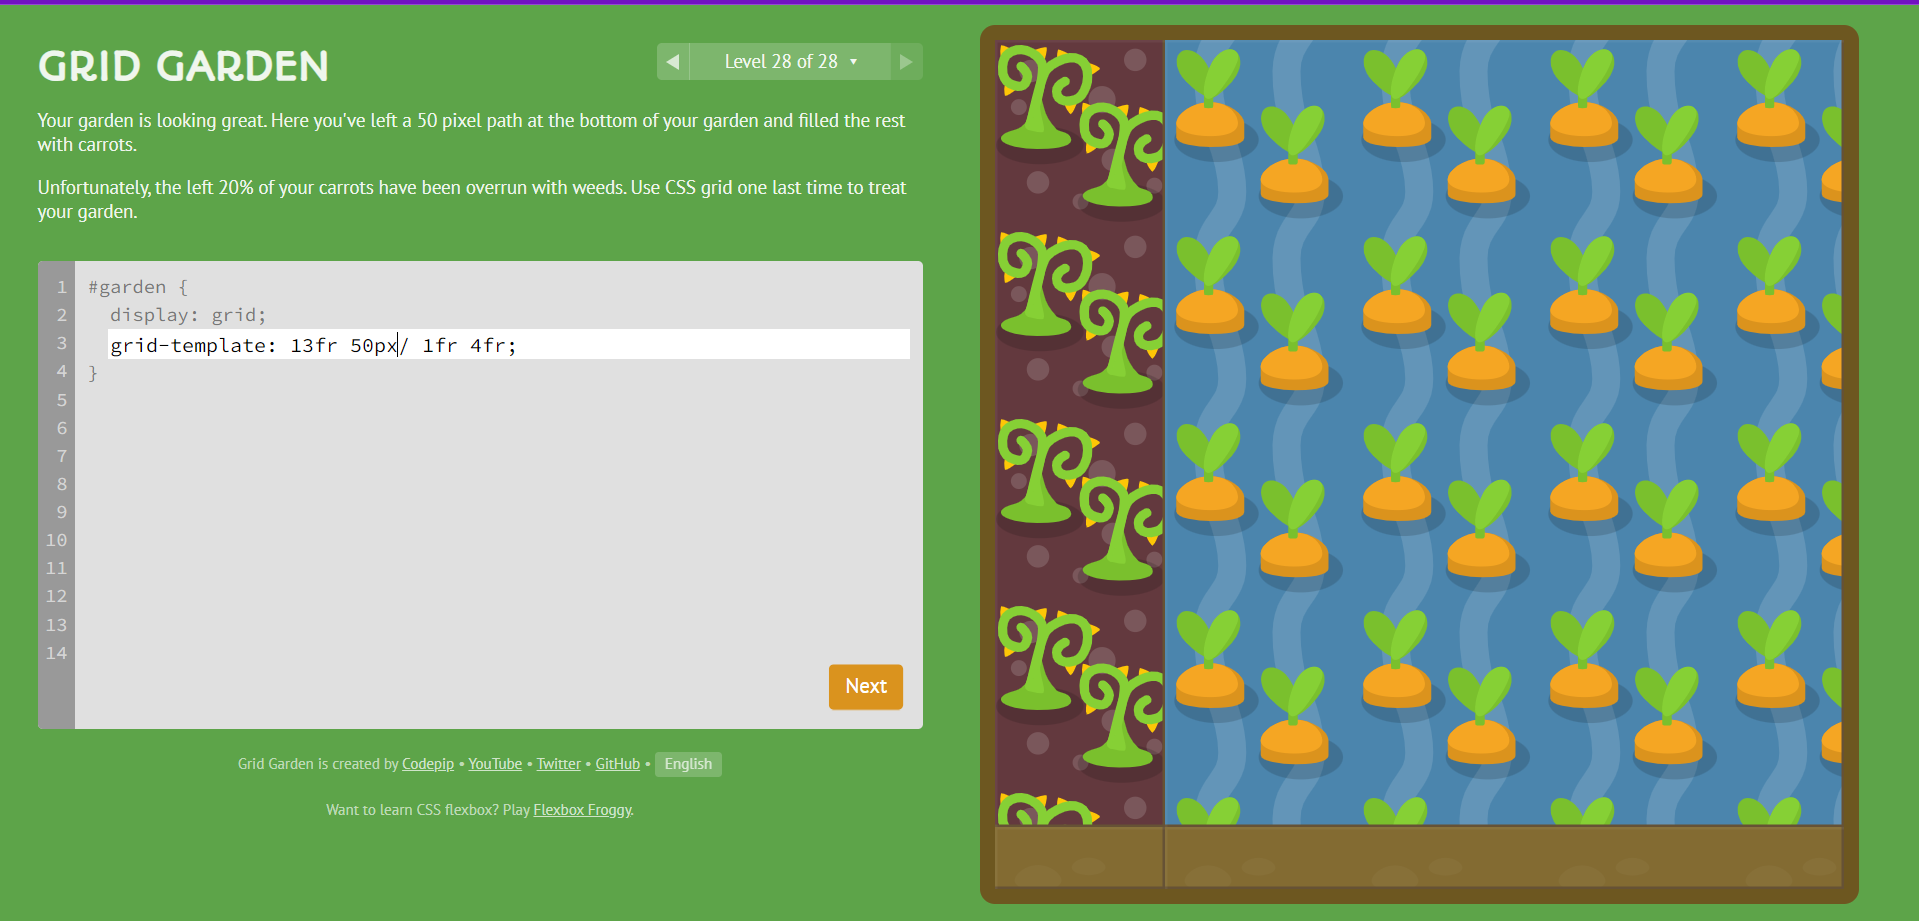 GRID GARDEN
◀ Level 28 of 28 ▼ ▶
Your garden is looking great. Here you've left a 50 pixel path at the bottom of your garden and filled the rest
with carrots.
Unfortunately, the left 20% of your carrots have been overrun with weeds. Use CSS grid one last time to treat
your garden.
1 #garden {
2 display: grid;
3 grid-template: 13fr 50px/ 1fr 4fr;
4 }
5
6
7
8
9
10
11
12
13
14
Next
Grid Garden is created by Codepip • YouTube • Twitter • GitHub • English
Want to learn CSS flexbox? Play Flexbox Froggy.